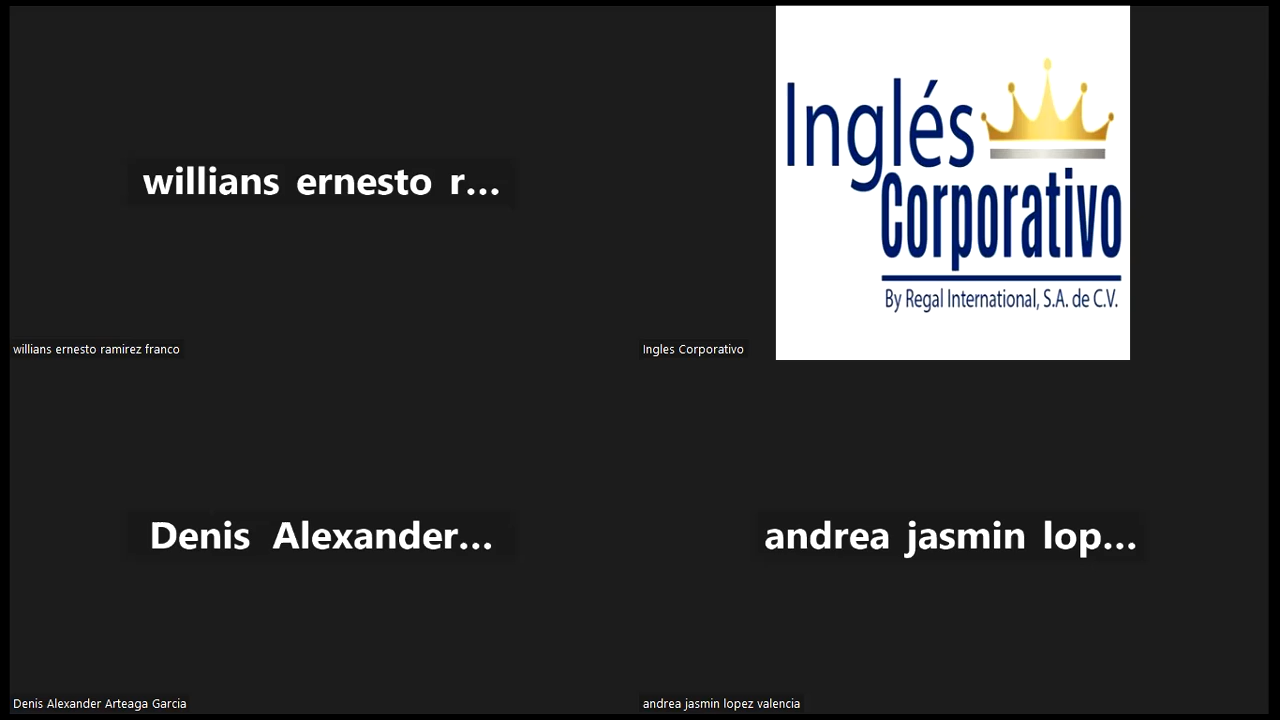 willians ernesto r...
willians ernesto ramirez franco
Inglés
Corporativo
By Regal International, S.A. de C.V.
Ingles Corporativo
Denis Alexander...
Denis Alexander Arteaga Garcia
andrea jasmin lop...
andrea jasmin lopez valencia